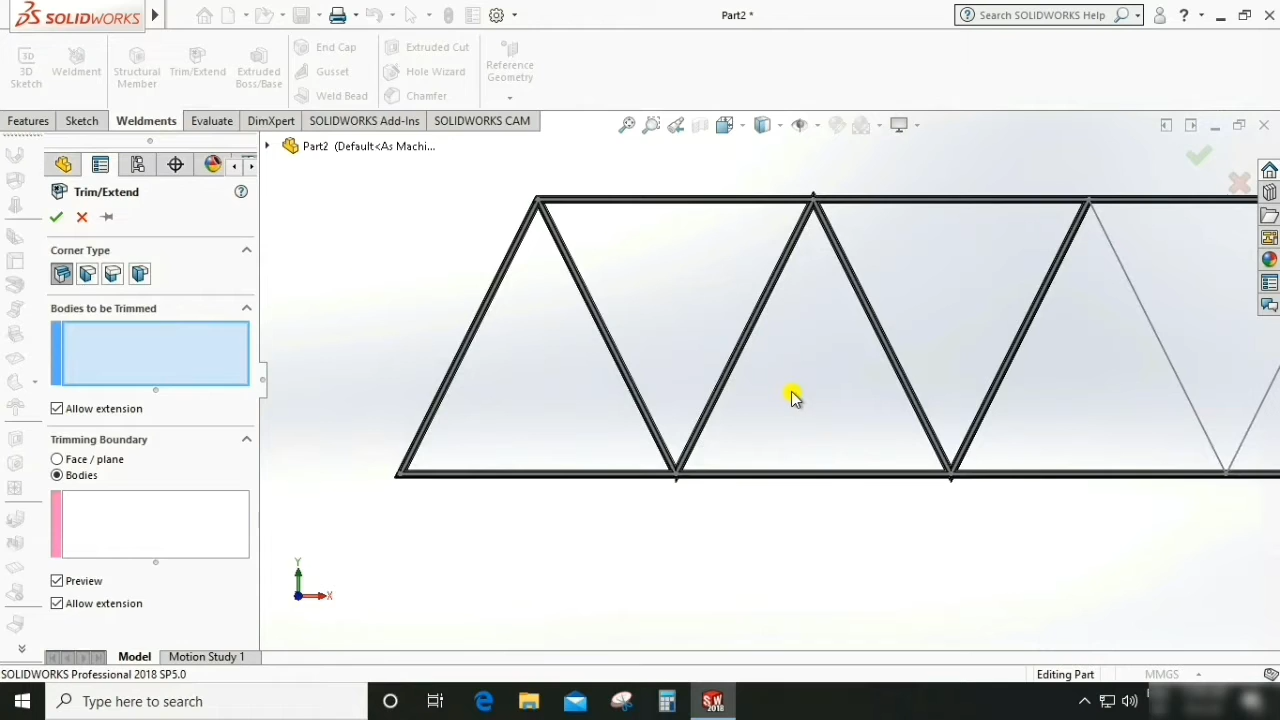 SOLIDWORKS
Part2 *
Search SOLIDWORKS Help
?
3D Sketch
Weldment
Structural Member
Trim/Extend
Extruded Boss/Base
End Cap
Gusset
Weld Bead
Extruded Cut
Hole Wizard
Chamfer
Reference Geometry
Features
Sketch
Weldments
Evaluate
DimXpert
SOLIDWORKS Add-Ins
SOLIDWORKS CAM
Part2 (Default<As Machi...
Trim/Extend
?
Corner Type
Bodies to be Trimmed
Allow extension
Trimming Boundary
Face / plane
Bodies
Preview
Allow extension
Y
X
Model
Motion Study 1
SOLIDWORKS Professional 2018 SP5.0
Editing Part
MMGS
Type here to search
SW
2018